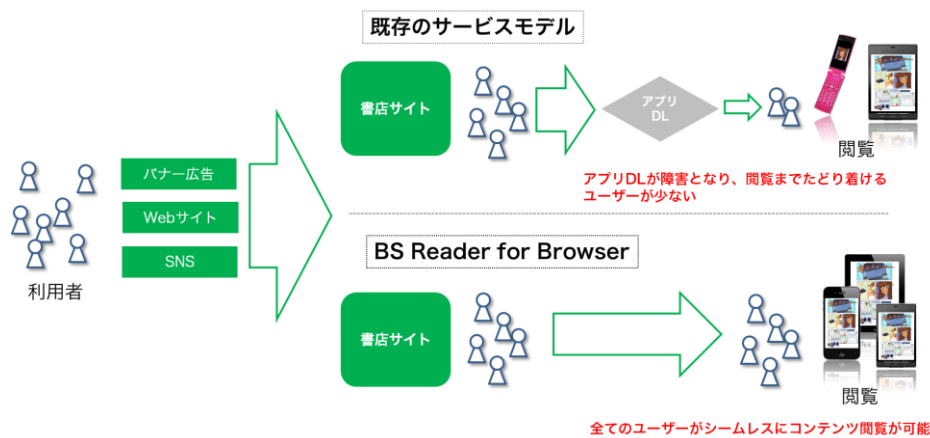 既存のサービスモデル
書店サイト
アプリ
DL
閲覧
アプリDLが障害となり、閲覧までたどり着ける
ユーザーが少ない
バナー広告
Webサイト
SNS
利用者
BS Reader for Browser
書店サイト
閲覧
全てのユーザーがシームレスにコンテンツ閲覧が可能